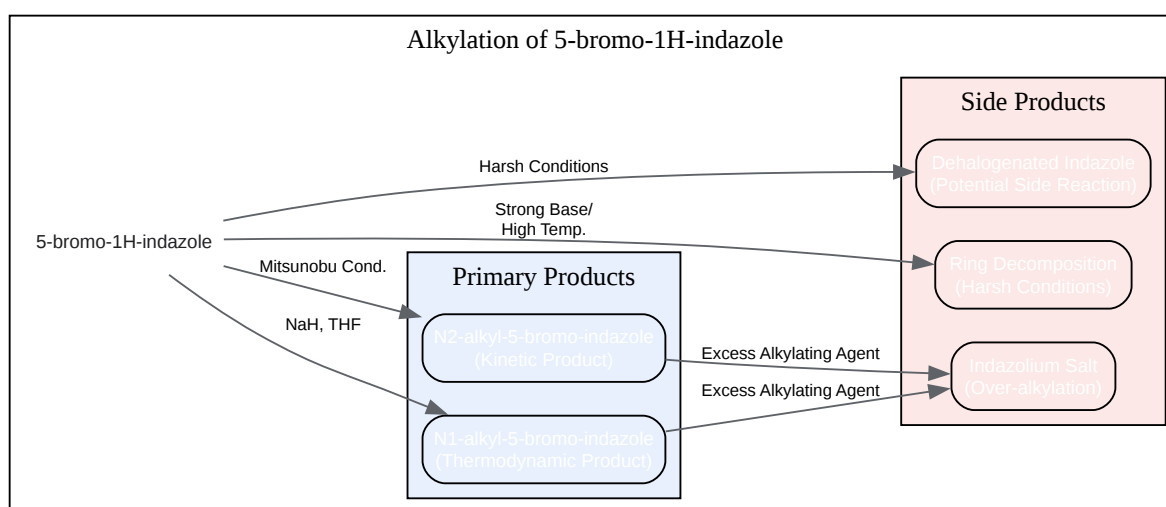 Alkylation of 5-bromo-1H-indazole
Side Products
Dehalogenated Indazole
(Potential Side Reaction)
Harsh Conditions
Strong Base/
High Temp.
5-bromo-1H-indazole
Ring Decomposition
(Harsh Conditions)
Mitsunobu Cond.
Primary Products
NaH, THF
N2-alkyl-5-bromo-indazole
(Kinetic Product)
Excess Alkylating Agent
Indazolium Salt
(Over-alkylation)
Excess Alkylating Agent
N1-alkyl-5-bromo-indazole
(Thermodynamic Product)